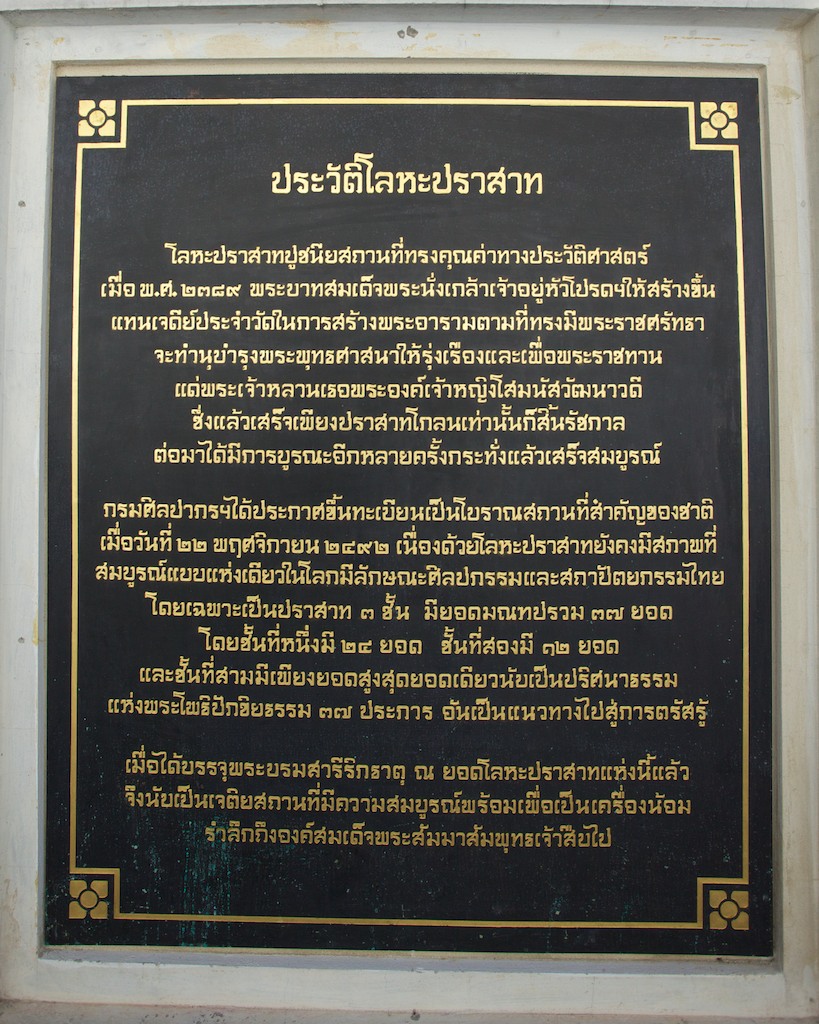 ประวัติโลหะปราสาท
โลหะปราสาทปูชนียสถานที่ทรงคุณค่าทางประวัติศาสตร์
เมื่อ พ.ศ. ๒๓๘๙ พระบาทสมเด็จพระนั่งเกล้าเจ้าอยู่หัวโปรดฯให้สร้างขึ้น
แทนเจดีย์ประจำวัดในการสร้างพระอารามตามที่ทรงมีพระราชศรัทธา
จะทำนุบำรุงพระพุทธศาสนาให้รุ่งเรืองและเพื่อพระราชทาน
แด่พระเจ้าหลานเธอพระองค์เจ้าหญิงโสมนัสวัฒนาวดี
ซึ่งแล้วเสร็จเพียงปราสาทโกลนเท่านั้นก็สิ้นรัชกาล
ต่อมาได้มีการบูรณะอีกหลายครั้งกระทั่งแล้วเสร็จสมบูรณ์
กรมศิลปากรฯได้ประกาศขึ้นทะเบียนเป็นโบราณสถานที่สำคัญของชาติ
เมื่อวันที่ ๒๒ พฤศจิกายน ๒๔๙๒ เนื่องด้วยโลหะปราสาทยังคงมีสภาพที่
สมบูรณ์แบบแห่งเดียวในโลกมีลักษณะศิลปกรรมและสถาปัตยกรรมไทย
โดยเฉพาะเป็นปราสาท ๓ ชั้น มียอดมณฑปรวม ๓๗ ยอด
โดยชั้นที่หนึ่งมี ๒๔ ยอด ชั้นที่สองมี ๑๒ ยอด
และชั้นที่สามมีเพียงยอดสูงสุดยอดเดียวนับเป็นปริศนาธรรม
แห่งพระโพธิปักขิยธรรม ๓๗ ประการ อันเป็นแนวทางไปสู่การตรัสรู้
เมื่อได้บรรจุพระบรมสารีริกธาตุ ณ ยอดโลหะปราสาทแห่งนี้แล้ว
จึงนับเป็นเจติยสถานที่มีความสมบูรณ์พร้อมเพื่อเป็นเครื่องน้อม
รำลึกถึงองค์สมเด็จพระสัมมาสัมพุทธเจ้าสืบไป